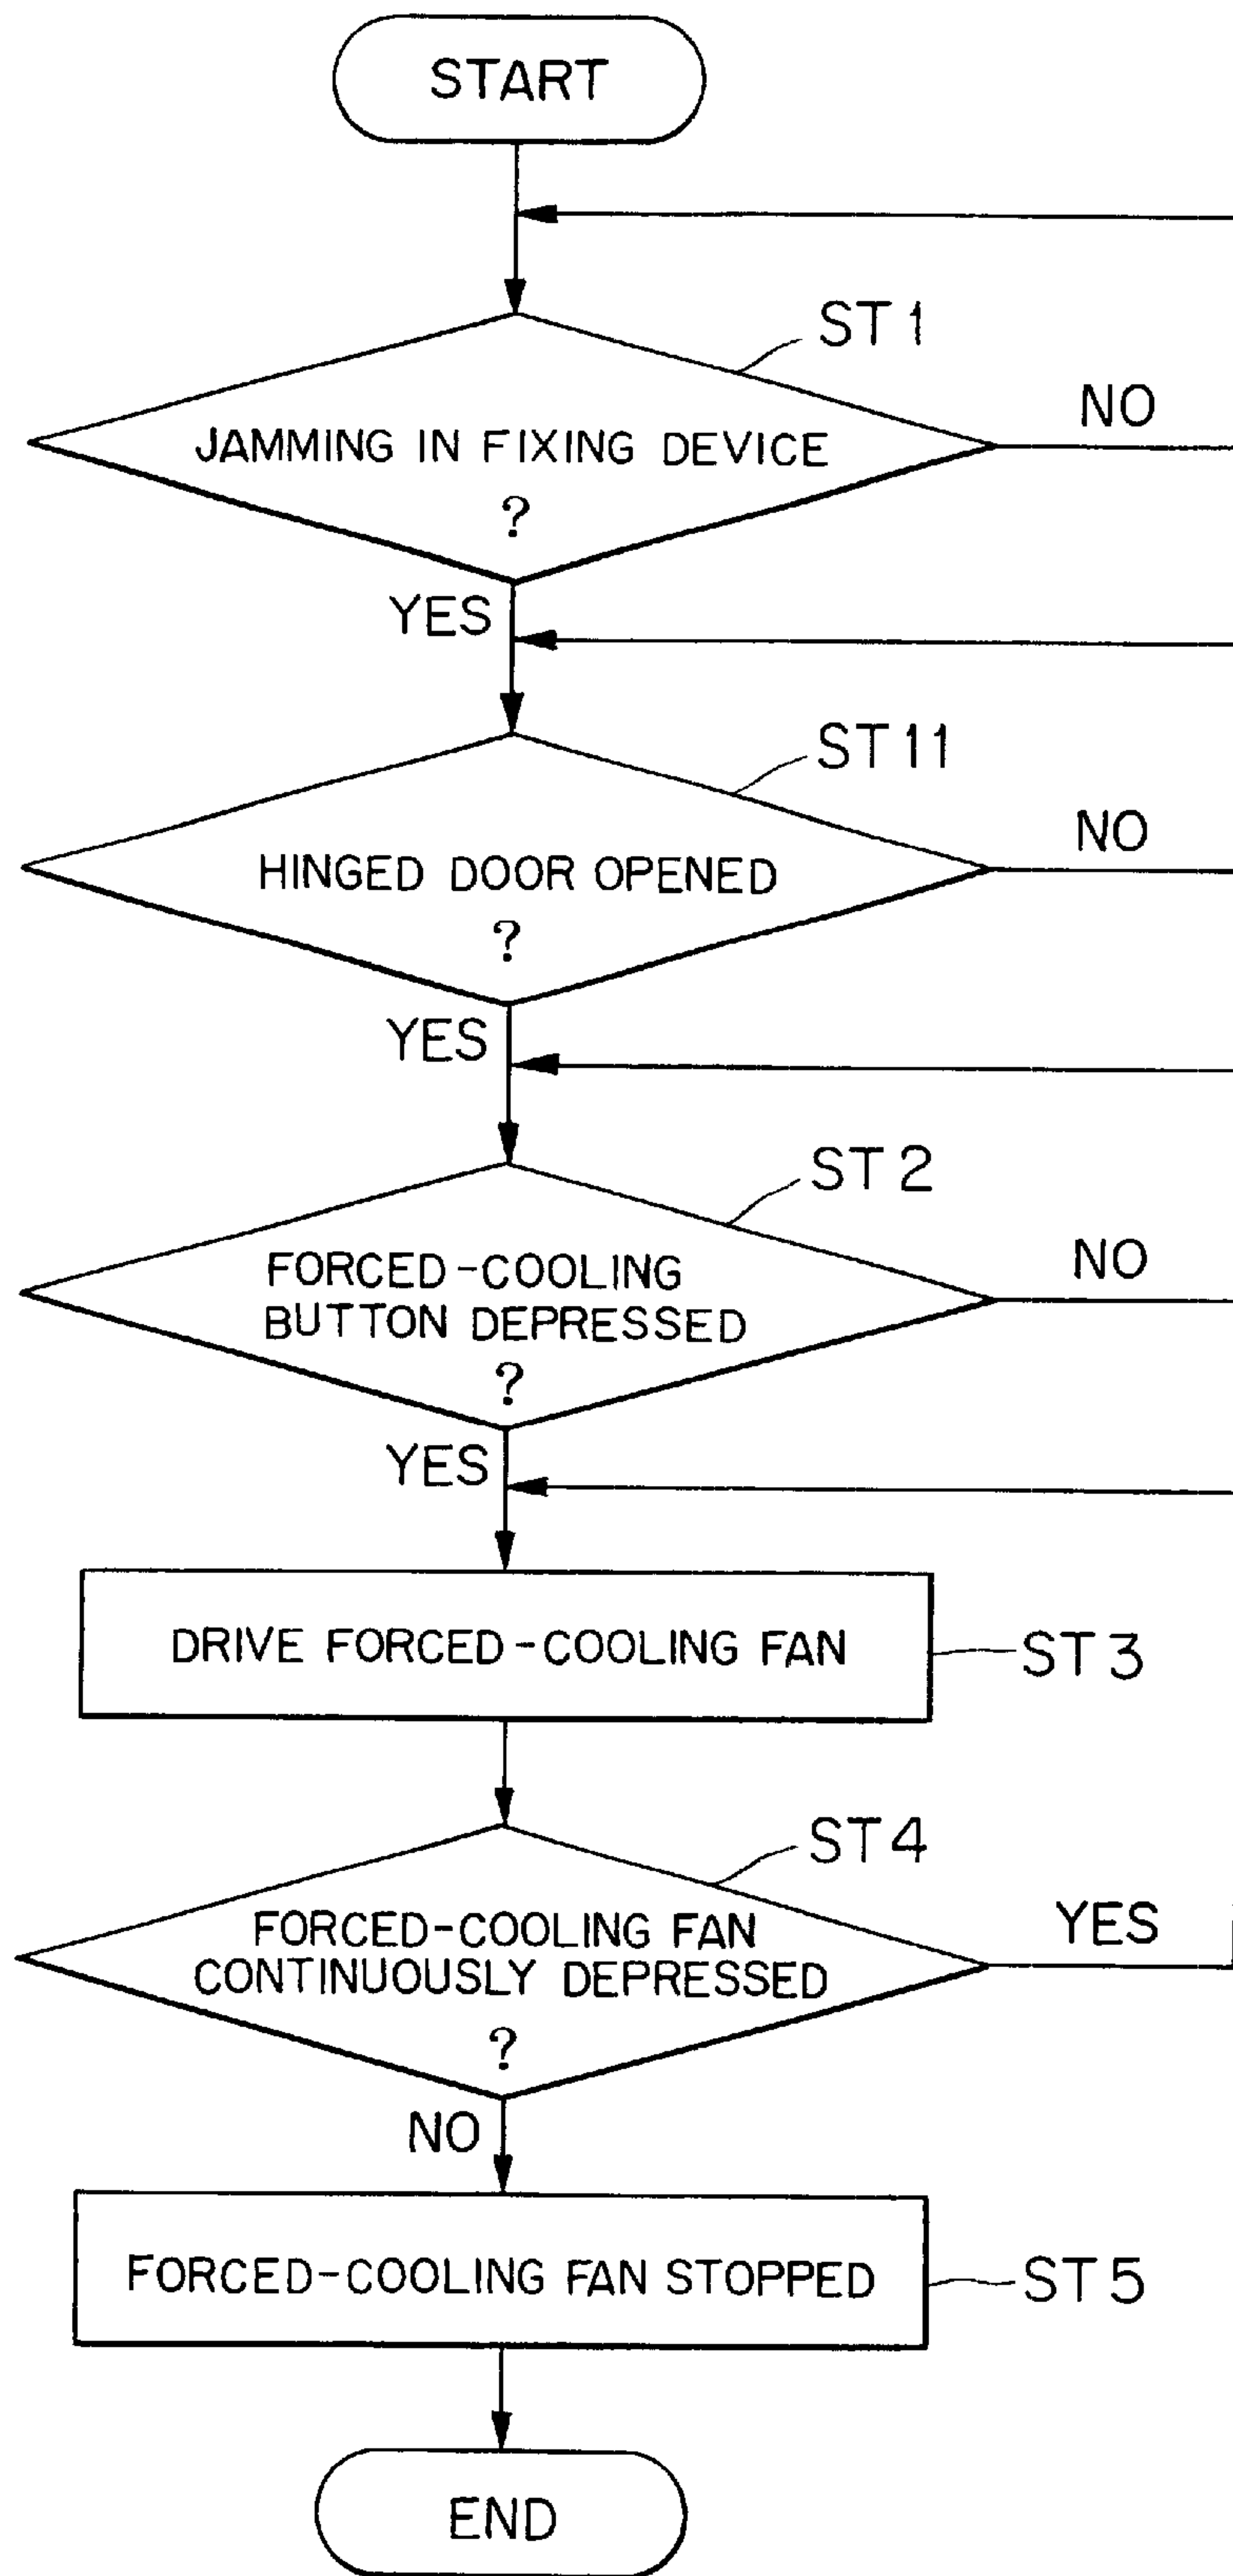 START
ST1
JAMMING IN FIXING DEVICE
?
NO
YES
ST11
HINGED DOOR OPENED
?
NO
YES
ST2
FORCED-COOLING
BUTTON DEPRESSED
?
NO
YES
DRIVE FORCED-COOLING FAN
ST3
ST4
FORCED-COOLING FAN
CONTINUOUSLY DEPRESSED
?
YES
NO
FORCED-COOLING FAN STOPPED
ST5
END